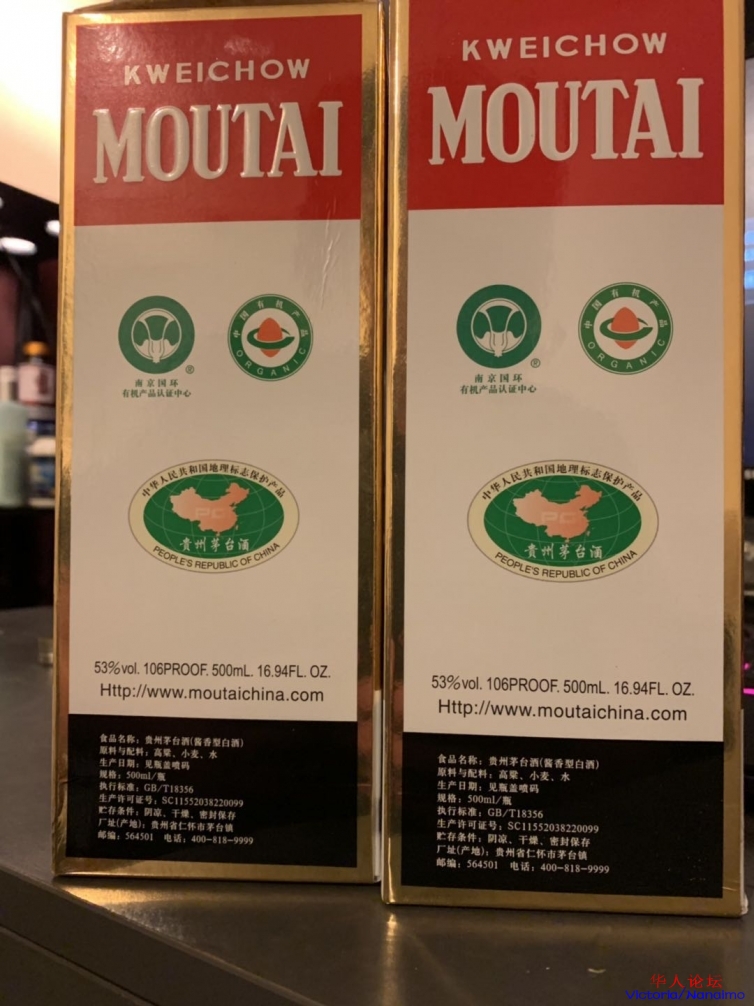 KWEICHOW
MOUTAI
南京国环
有机产品认证中心
®
中国有机产品
ORGANIC
中华人民共和国地理标志保护产品
贵州茅台酒
PEOPLE'S REPUBLIC OF CHINA
53%vol. 106PROOF. 500mL. 16.94FL. OZ.
Http://www.moutaichina.com
食品名称：贵州茅台酒(酱香型白酒)
原料与配料：高粱、小麦、水
生产日期：见瓶盖喷码
规格：500ml/瓶
执行标准：GB/T18356
生产许可证号：SC11552038220099
贮存条件：阴凉、干燥、密封保存
厂址(产地)：贵州省仁怀市茅台镇
邮编：564501 电话：400-818-9999
KWEICHOW
MOUTAI
南京国环
有机产品认证中心
®
中国有机产品
ORGANIC
中华人民共和国地理标志保护产品
贵州茅台酒
PEOPLE'S REPUBLIC OF CHINA
53%vol. 106PROOF. 500mL. 16.94FL. OZ.
Http://www.moutaichina.com
食品名称：贵州茅台酒(酱香型白酒)
原料与配料：高粱、小麦、水
生产日期：见瓶盖喷码
规格：500ml/瓶
执行标准：GB/T18356
生产许可证号：SC11552038220099
贮存条件：阴凉、干燥、密封保存
厂址(产地)：贵州省仁怀市茅台镇
邮编：564501 电话：400-818-9999
华人论坛
Victoria/Nanaimo